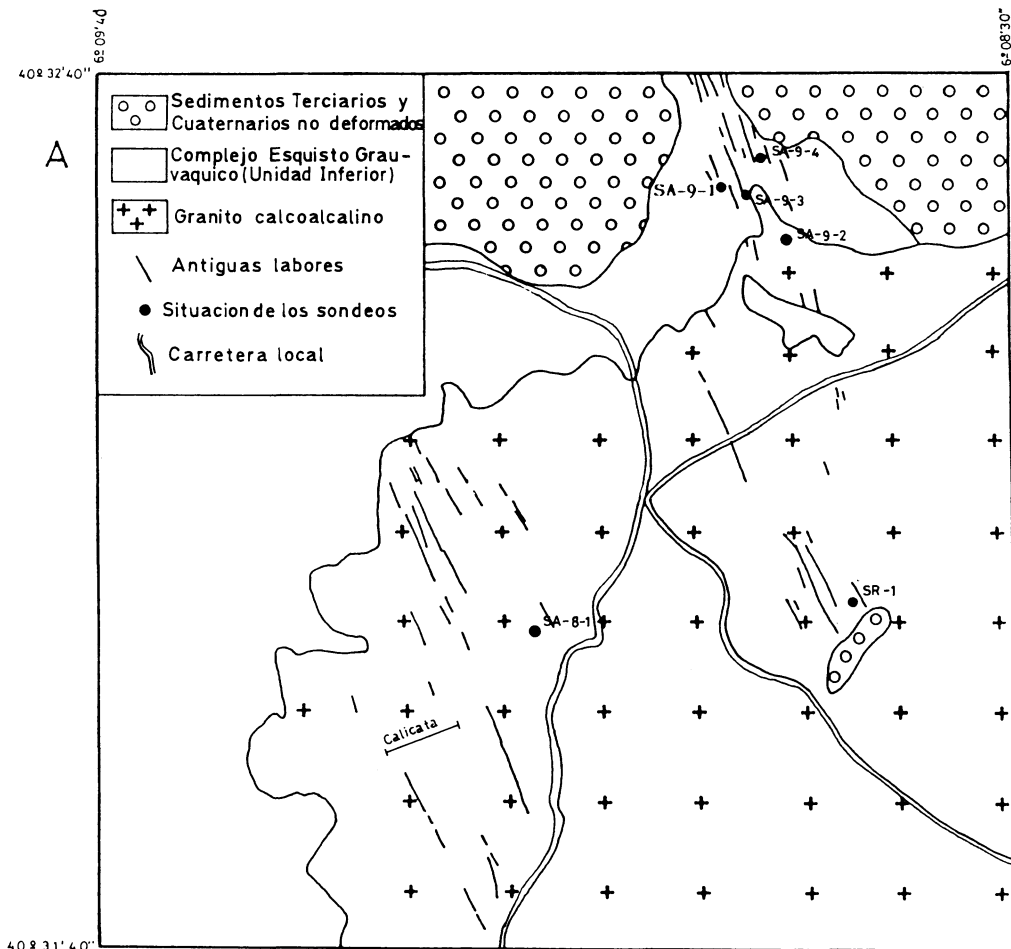 6º09'40"
6º08'30"
40º32'40"
A
Sedimentos Terciarios y
Cuaternarios no deformados
Complejo Esquisto Grau-
vaquico (Unidad Inferior)
Granito calcoalcalino
Antiguas labores
Situacion de los sondeos
Carretera local
SA-9-4
SA-9-1
SA-9-3
SA-9-2
SR-1
SA-8-1
Calicata
40º31'40"